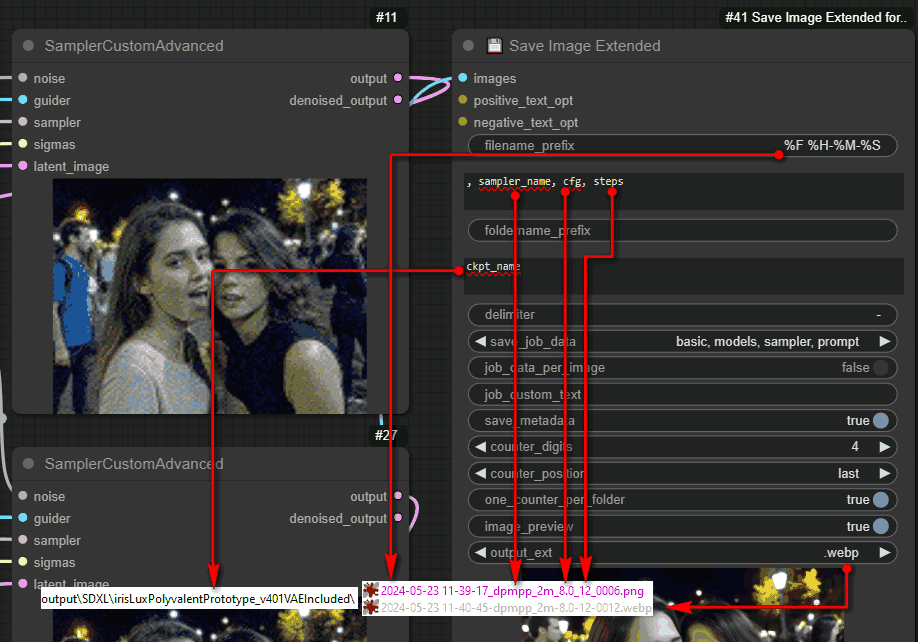 #11
SamplerCustomAdvanced
noise
output
guider
denoised_output
sampler
sigmas
latent_image
#27
SamplerCustomAdvanced
noise
output
guider
denoised_output
sampler
sigmas
latent_image
#41 Save Image Extended for..
💾 Save Image Extended
images
positive_text_opt
negative_text_opt
filename_prefix %F %H-%M-%S
, sampler_name, cfg, steps
foldername_prefix
ckpt_name
delimiter -
save_job_data basic, models, sampler, prompt
job_data_per_image false
job_custom_text
save_metadata true
counter_digits 4
counter_position last
one_counter_per_folder true
image_preview true
output_ext .webp
output\SDXL\irisLuxPolyvalentPrototype_v401VAEIncluded\
2024-05-23 11-39-17_dpmpp_2m_8.0_12_0006.png
2024-05-23 11-40-45-dpmpp_2m-8.0-12-0012.webp